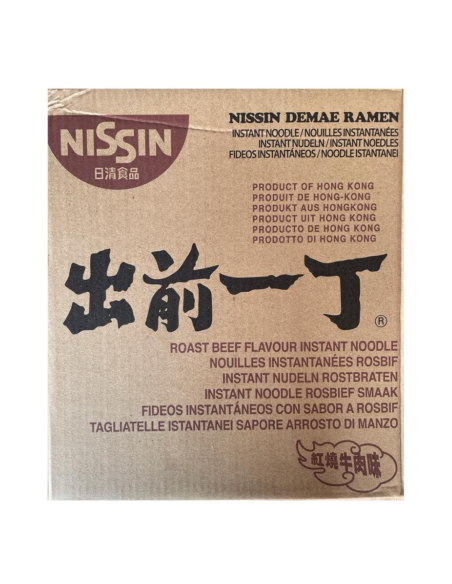 NISSIN
日清食品
NISSIN DEMAE RAMEN
INSTANT NOODLE/NOUILLES INSTANTANÉES
INSTANT NUDELN/INSTANT NOEDLES
FIDEOS INSTANTÁNEOS/NOODLE ISTANTANEI
PRODUCT OF HONG KONG
PRODUIT DE HONG-KONG
PRODUKT AUS HONGKONG
PRODUCT UIT HONG KONG
PRODUCTO DE HONG KONG
PRODOTTO DI HONG KONG
出前一丁®
ROAST BEEF FLAVOUR INSTANT NOODLE
NOUILLES INSTANTANÉES ROSBIF
INSTANT NUDELN ROSTBRATEN
INSTANT NOODLE ROSBIEF SMAAK
FIDEOS INSTANTÁNEOS CON SABOR A ROSBIF
TAGLIATELLE ISTANTANEI SAPORE ARROSTO DI MANZO
紅燒牛肉味